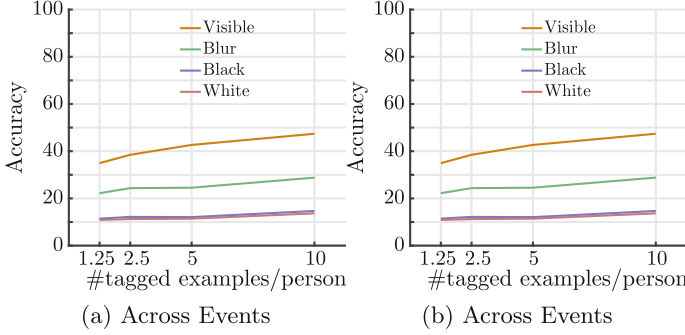 100
80
60
40
20
0
Accuracy
Visible
Blur
Black
White
1.25 2.5 5 10
#tagged examples/person
(a) Across Events
100
80
60
40
20
0
Accuracy
Visible
Blur
Black
White
1.25 2.5 5 10
#tagged examples/person
(b) Across Events